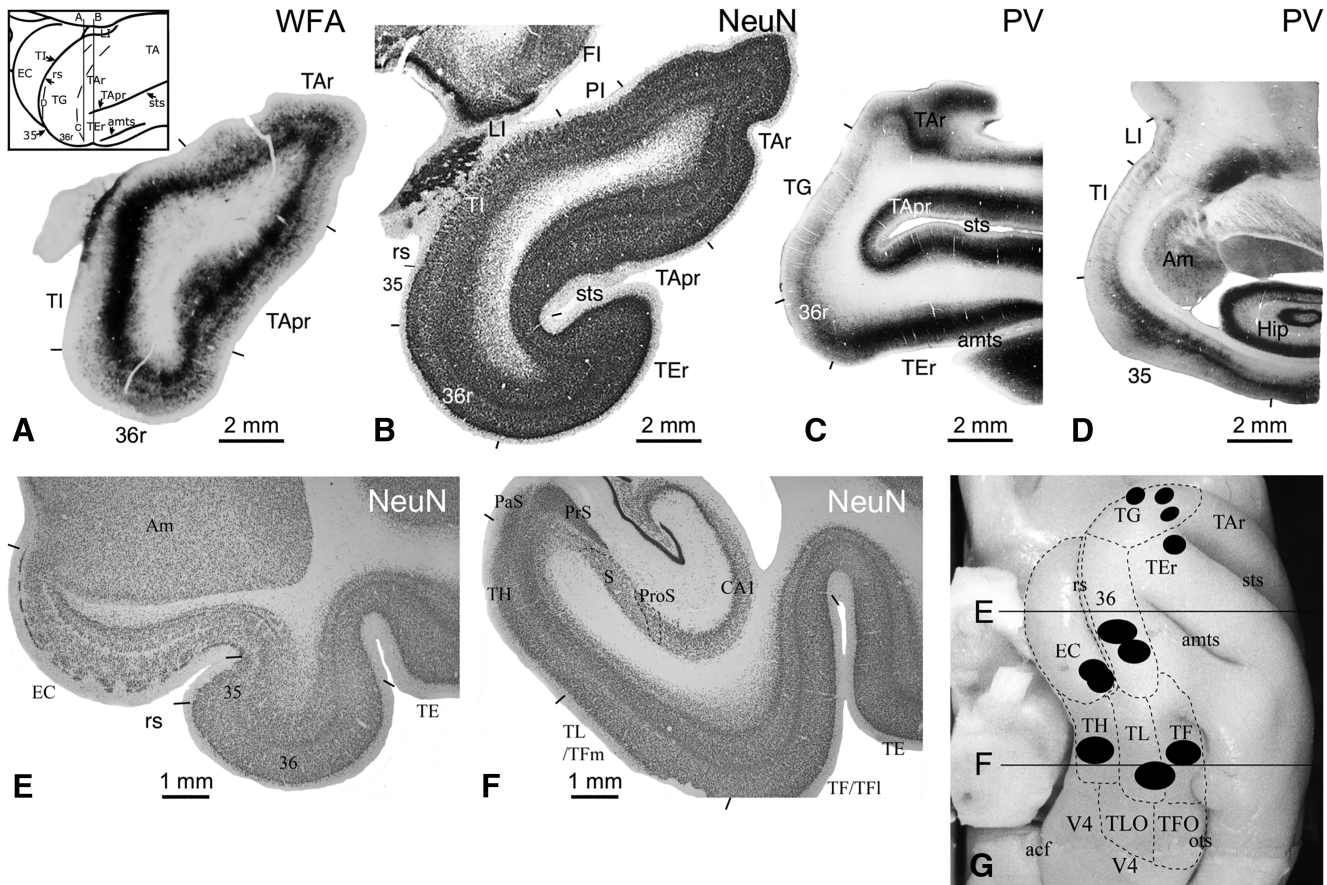 A B
LI
TA
TI
EC
rs
TAr
TG
TApr
sts
D
C
TEr
amts
35
36r
WFA
TAr
TI
TApr
36r
A
2 mm
NeuN
FI
PI
LI
TAr
TI
rs
35
TApr
sts
TEr
36r
B
2 mm
PV
TAr
TG
TApr
sts
36r
amts
TEr
C
2 mm
PV
LI
TI
Am
Hip
35
D
2 mm
NeuN
Am
EC
35
rs
TE
36
E
1 mm
NeuN
PaS
PrS
TH
S
ProS
CA1
TL
/TFm
TE
TF/TFl
F
1 mm
TG
TAr
TEr
rs
sts
36
E
amts
EC
TH
TL
TF
F
V4
TLO
TFO
ots
acf
V4
G